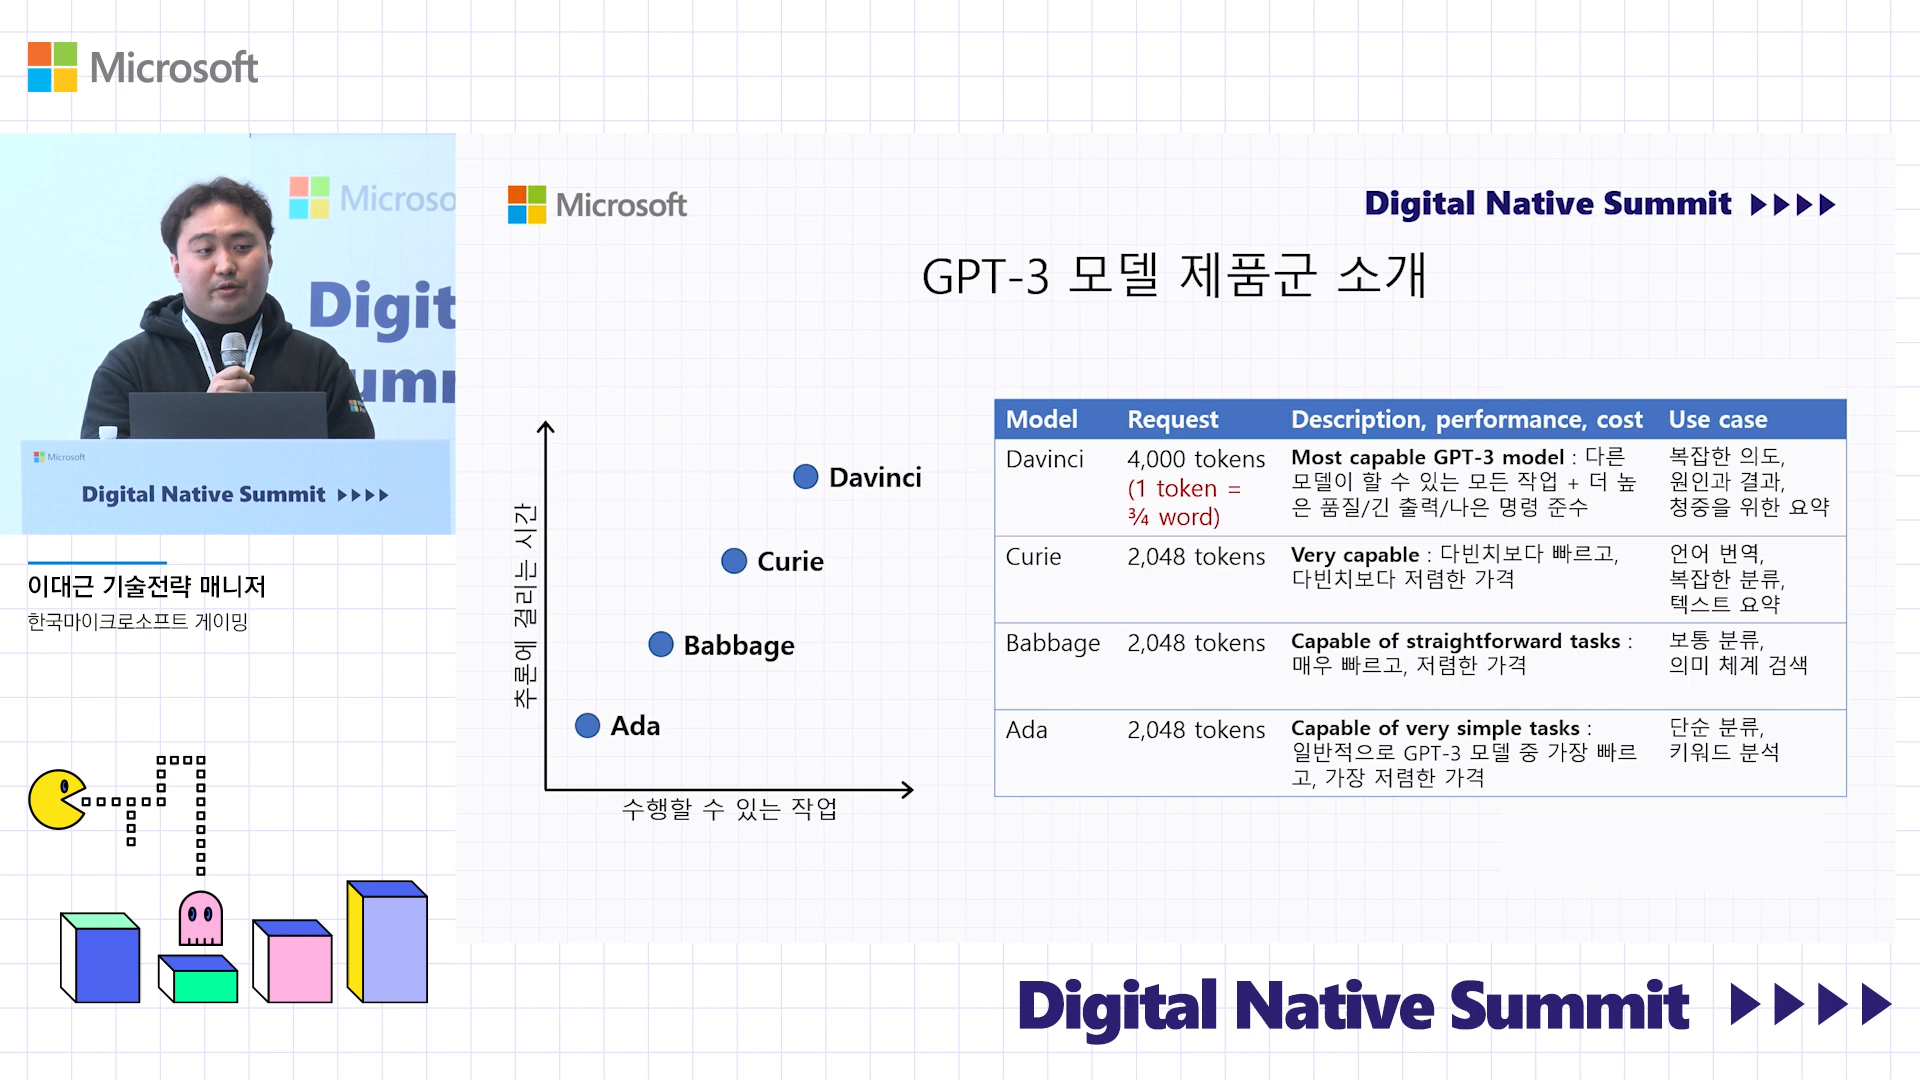 Microsoft
Microso
Digit
umm
Microsoft
Digital Native Summit
이대근 기술전략 매니저
한국마이크로소프트 게이밍
Microsoft
Digital Native Summit
GPT-3 모델 제품군 소개
추론에 걸리는 시간
Davinci
Curie
Babbage
Ada
수행할 수 있는 작업
Model Request Description, performance, cost Use case
Davinci
4,000 tokens
(1 token =
¾ word)
Most capable GPT-3 model : 다른
모델이 할 수 있는 모든 작업 + 더 높
은 품질/긴 출력/나은 명령 준수
복잡한 의도,
원인과 결과,
청중을 위한 요약
Curie
2,048 tokens
Very capable : 다빈치보다 빠르고,
다빈치보다 저렴한 가격
언어 번역,
복잡한 분류,
텍스트 요약
Babbage
2,048 tokens
Capable of straightforward tasks :
매우 빠르고, 저렴한 가격
보통 분류,
의미 체계 검색
Ada
2,048 tokens
Capable of very simple tasks :
일반적으로 GPT-3 모델 중 가장 빠르
고, 가장 저렴한 가격
단순 분류,
키워드 분석
Digital Native Summit